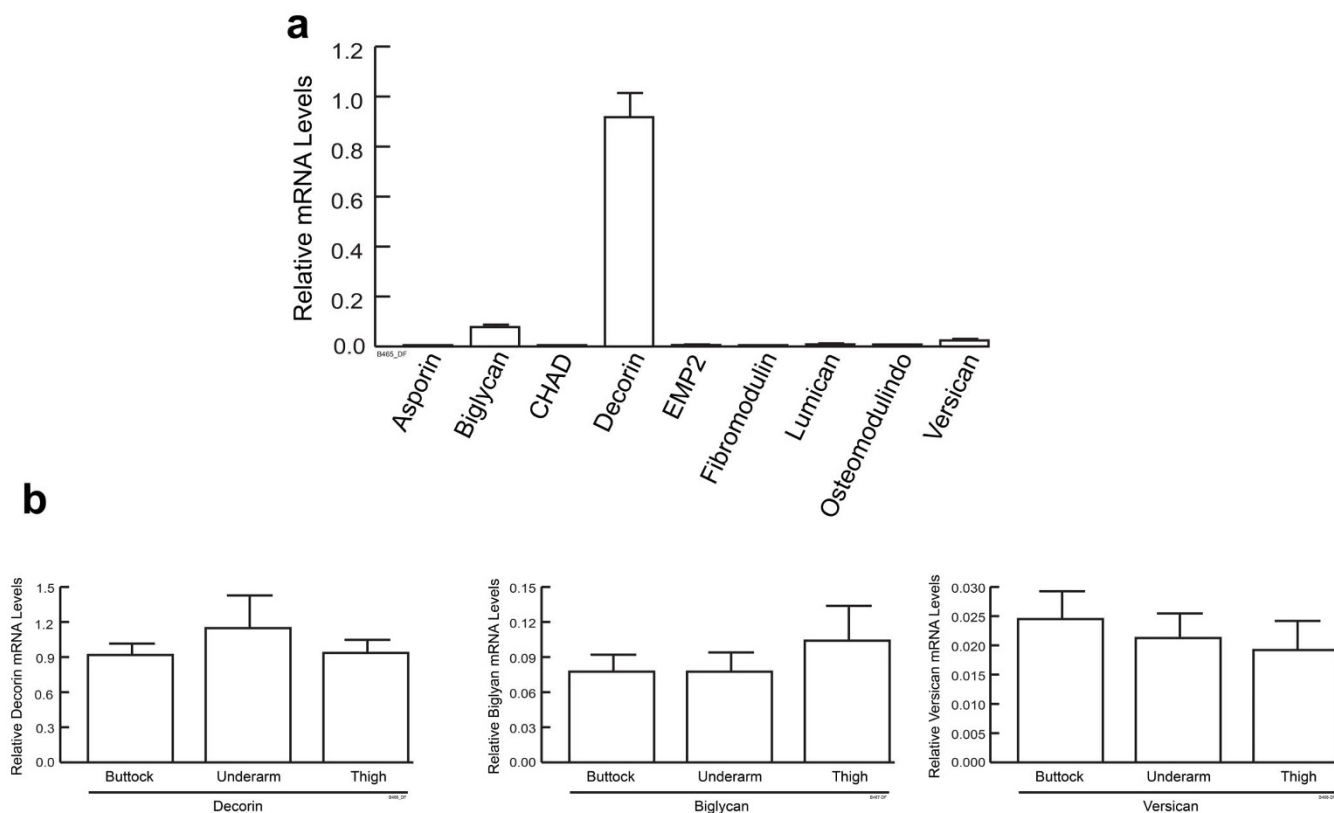 a
Relative mRNA Levels
1.2
1.0
0.8
0.6
0.4
0.2
0.0
B465_DF
Asporin
Biglycan
CHAD
Decorin
EMP2
Fibromodulin
Lumican
Osteomodulindo
Versican
b
Relative Decorin mRNA Levels
1.5
1.2
0.9
0.6
0.3
0.0
Buttock Underarm Thigh
Decorin
Relative Biglyan mRNA Levels
0.15
0.12
0.09
0.06
0.03
0.00
Buttock Underarm Thigh
Biglycan
Relative Versican mRNA Levels
0.030
0.025
0.020
0.015
0.010
0.005
0.000
Buttock Underarm Thigh
Versican